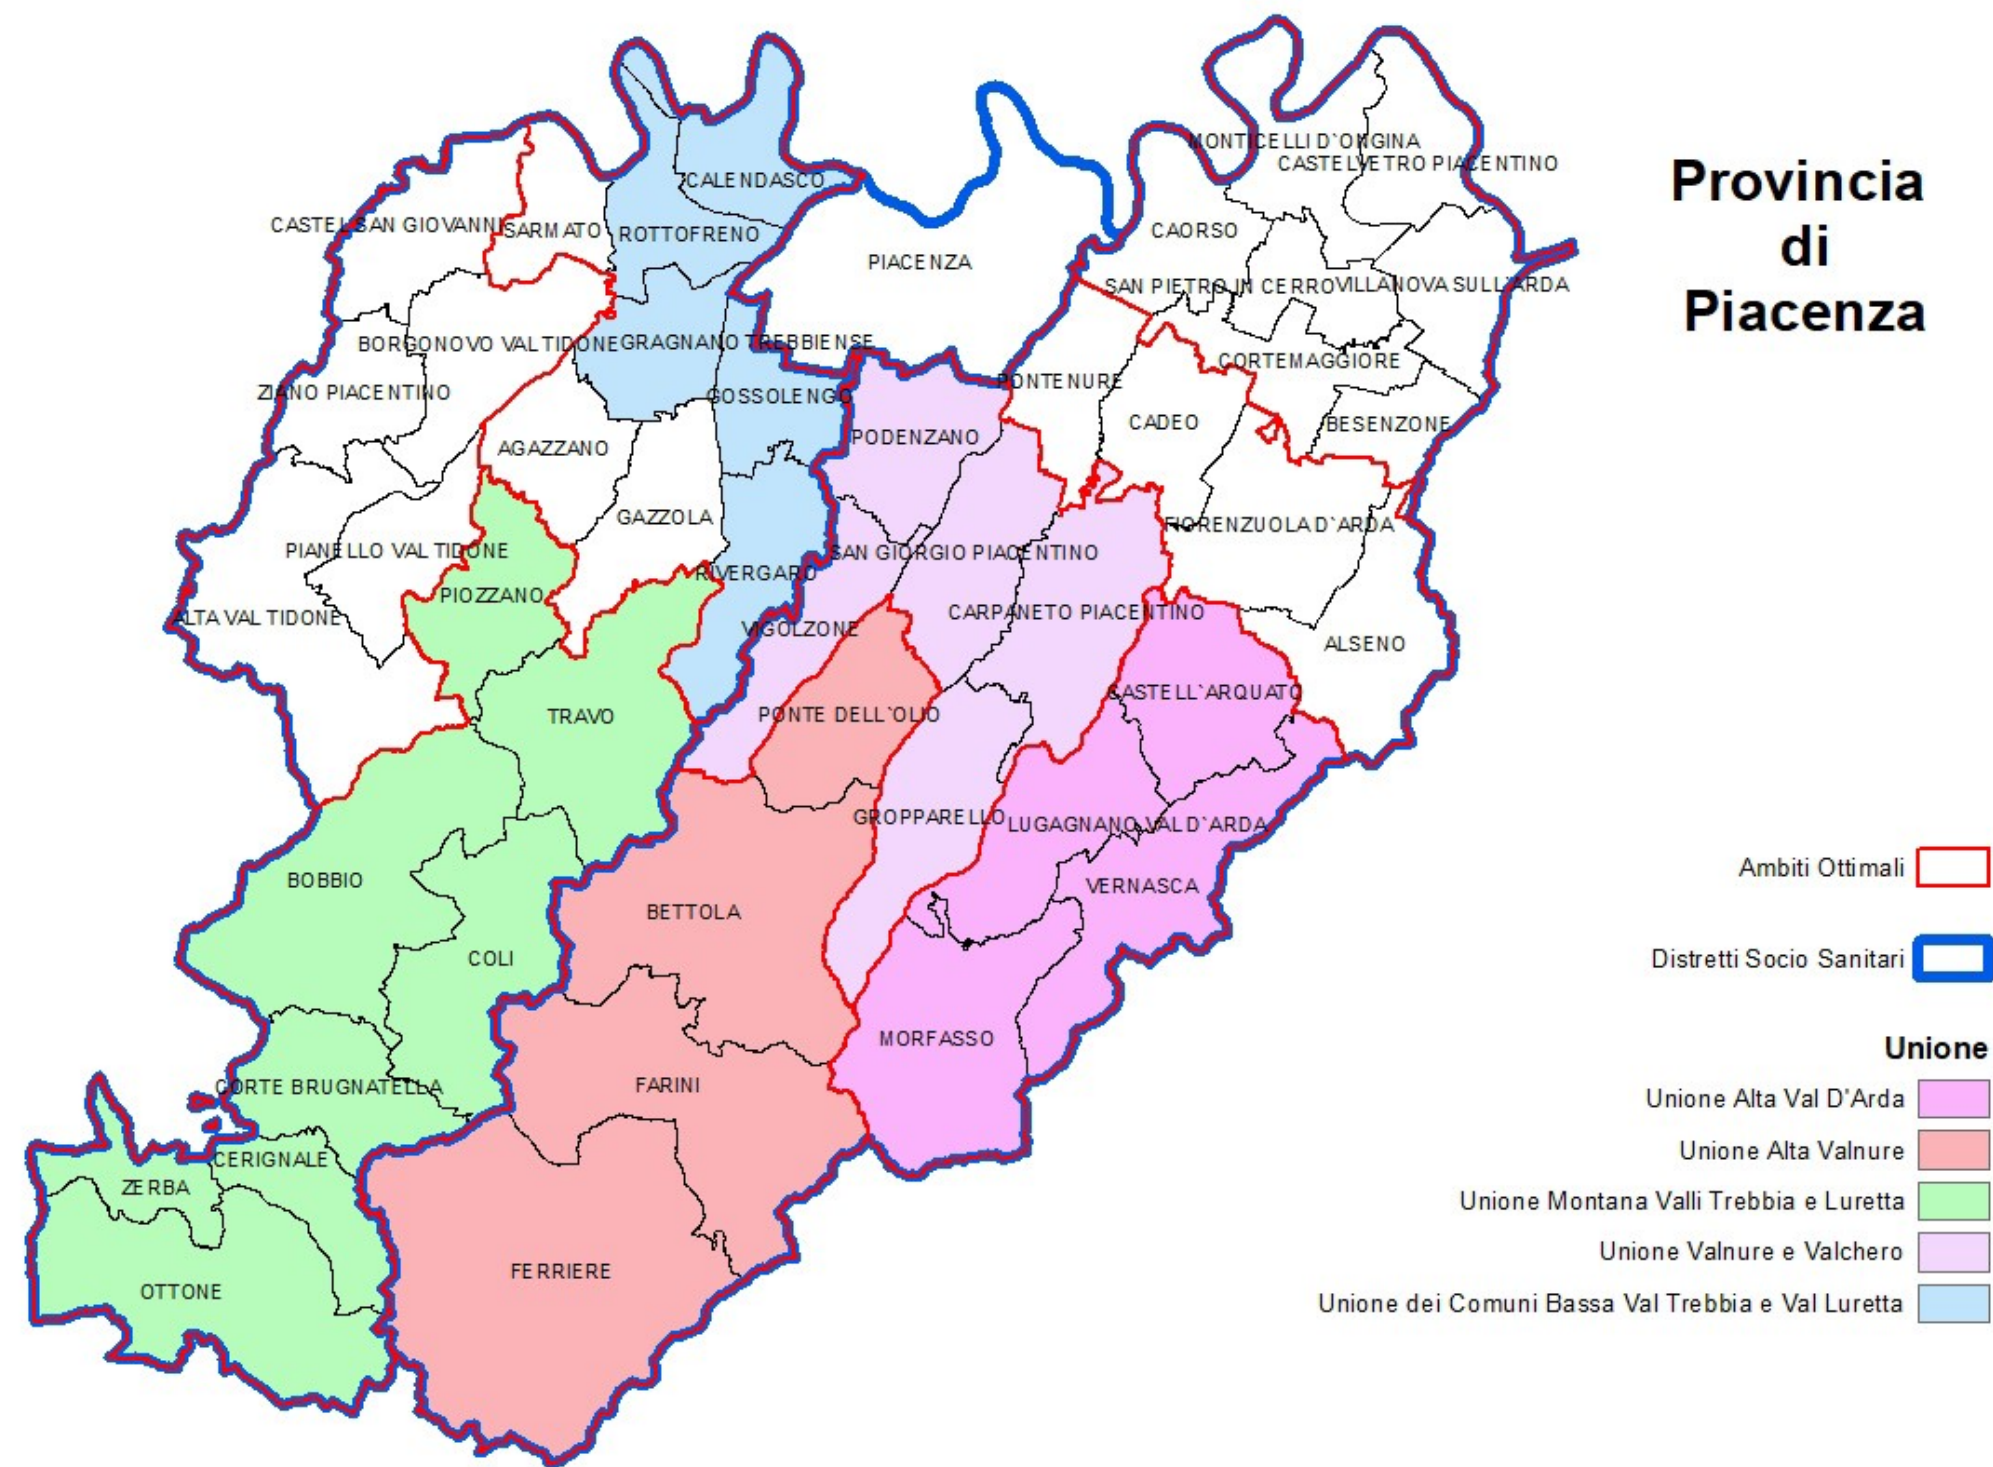 Provincia
di
Piacenza
MONTICELLI D`ONGINA
CASTELVETRO PIACENTINO
CALENDASCO
CASTEL SAN GIOVANNI
SARMATO
ROTTOFRENO
CAORSO
PIACENZA
SAN PIETRO IN CERRO
VILLANOVA SULL`ARDA
BORGONOVO VAL TIDONE
GRAGNANO TREBBIENSE
CORTEMAGGIORE
ZIANO PIACENTINO
GOSSOLENGO
PONTENURE
CADEO
BESENZONE
AGAZZANO
PODENZANO
GAZZOLA
FIORENZUOLA D`ARDA
PIANELLO VAL TIDONE
SAN GIORGIO PIACENTINO
RIVERGARO
PIOZZANO
ALTA VAL TIDONE
VIGOLZONE
CARPANETO PIACENTINO
ALSENO
CASTELL`ARQUATO
TRAVO
PONTE DELL`OLIO
GROPPARELLO
LUGAGNANO VAL D`ARDA
BOBBIO
VERNASCA
BETTOLA
COLI
MORFASSO
CORTE BRUGNATELLA
FARINI
CERIGNALE
ZERBA
FERRIERE
OTTONE
Ambiti Ottimali
Distretti Socio Sanitari
Unione
Unione Alta Val D'Arda
Unione Alta Valnure
Unione Montana Valli Trebbia e Luretta
Unione Valnure e Valchero
Unione dei Comuni Bassa Val Trebbia e Val Luretta